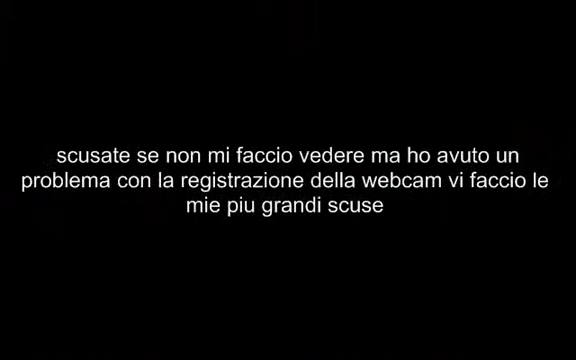 scusate se non mi faccio vedere ma ho avuto un
problema con la registrazione della webcam vi faccio le
mie piu grandi scuse